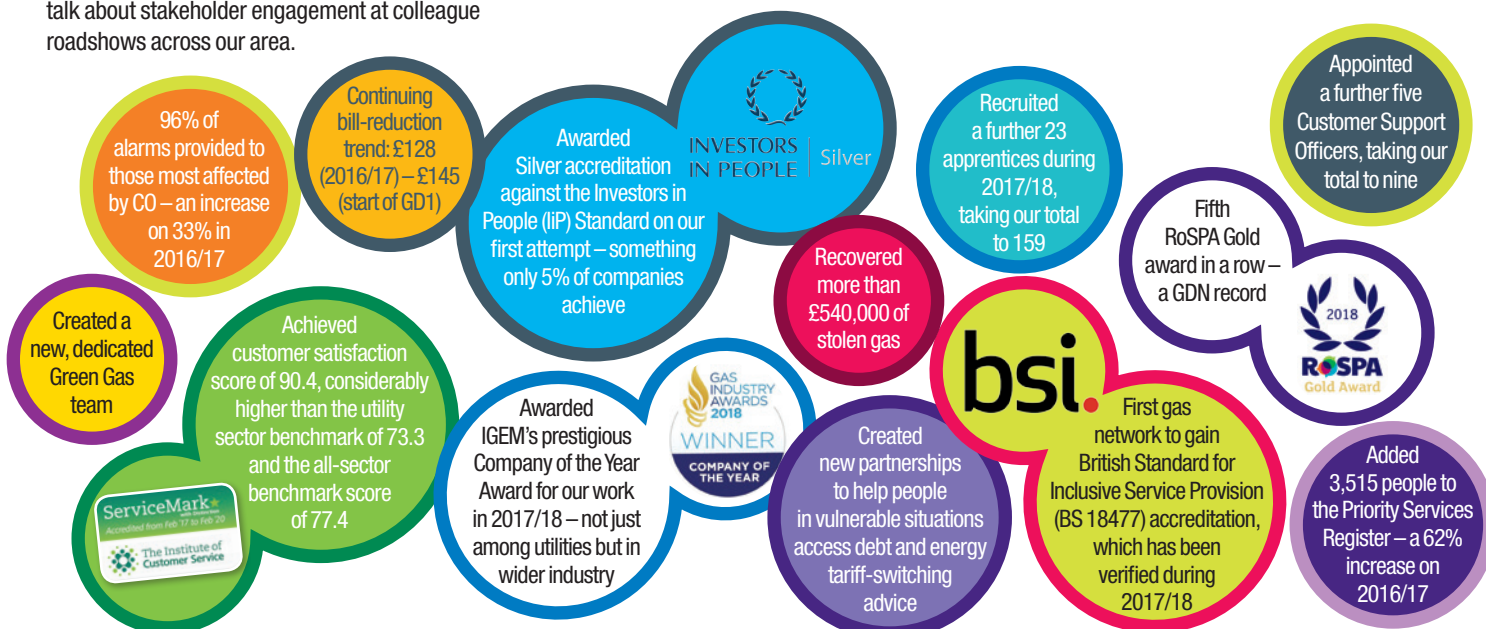 talk about stakeholder engagement at colleague
roadshows across our area.
96% of
alarms provided to
those most affected
by CO – an increase
on 33% in
2016/17
Continuing
bill-reduction
trend: £128
(2016/17) – £145
(start of GD1)
Awarded
Silver accreditation
against the Investors in
People (IiP) Standard on our
first attempt – something
only 5% of companies
achieve
INVESTORS
IN PEOPLE | Silver
Recruited
a further 23
apprentices during
2017/18,
taking our total
to 159
Appointed
a further five
Customer Support
Officers, taking our
total to nine
Created a
new, dedicated
Green Gas
team
Achieved
customer satisfaction
score of 90.4, considerably
higher than the utility
sector benchmark of 73.3
and the all-sector
benchmark score
of 77.4
ServiceMark
with Distinction
Accredited from Feb 17 to Feb 20
The Institute of
Customer Service
Awarded
IGEM's prestigious
Company of the Year
Award for our work
in 2017/18 – not just
among utilities but in
wider industry
GAS
INDUSTRY
AWARDS
2018
WINNER
COMPANY OF
THE YEAR
Recovered
more than
£540,000 of
stolen gas
Created
new partnerships
to help people
in vulnerable situations
access debt and energy
tariff-switching
advice
bsi.
First gas
network to gain
British Standard for
Inclusive Service Provision
(BS 18477) accreditation,
which has been
verified during
2017/18
Fifth
RoSPA Gold
award in a row –
a GDN record
2018
RoSPA
Gold Award
Added
3,515 people to
the Priority Services
Register – a 62%
increase on
2016/17